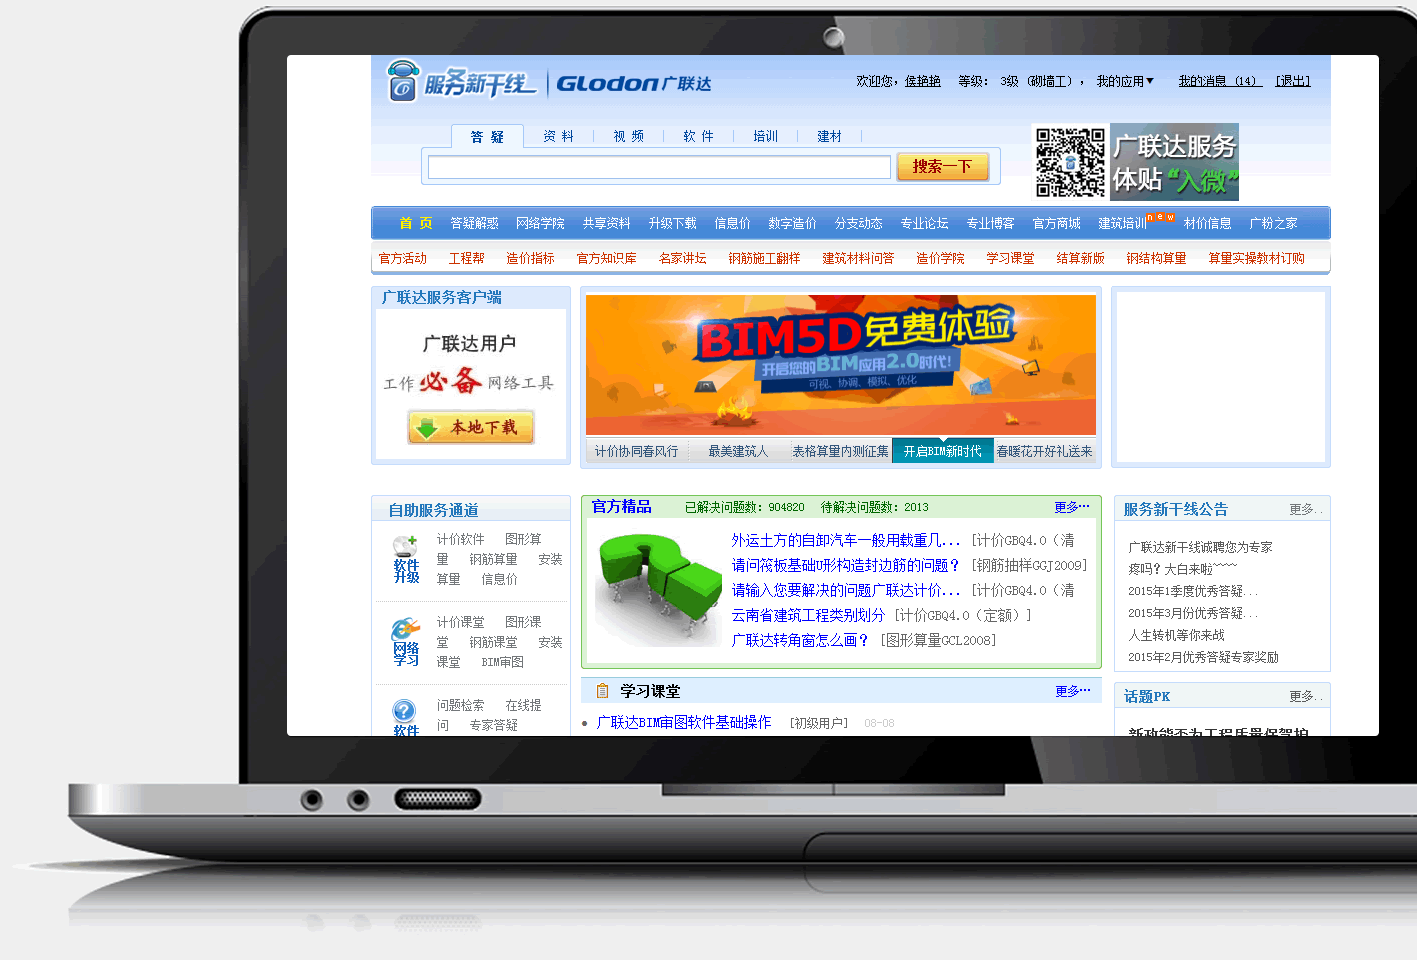 服务新干线 GLodon广联达
欢迎您，侯艳艳 等级： 3级 （砌墙工）， 我的应用 我的消息（14） [退出]
答 疑 资 料 视 频 软 件 培训 建材
搜索一下
广联达服务
体贴“入微”
首 页 答疑解惑 网络学院 共享资料 升级下载 信息价 数字造价 分支动态 专业论坛 专业博客 官方商城 建筑培训 new 材价信息 广粉之家
官方活动 工程帮 造价指标 官方知识库 名家讲坛 钢筋施工翻样 建筑材料问答 造价学院 学习课堂 结算新版 钢结构算量 算量实操教材订购
广联达服务客户端
广联达用户
工作 必备 网络工具
本地下载
BIM5D免费体验
开启您的BIM应用2.0时代!
可视、协调、模拟、优化
计价协同春风行 最美建筑人 表格算量内测征集 开启BIM新时代 春暖花开好礼送来
自助服务通道
软件升级
计价软件 图形算
量 钢筋算量 安装
算量 信息价
网络学习
计价课堂 图形课
堂 钢筋课堂 安装
课堂 BIM审图
软件
问题检索 在线提
问 专家答疑
官方精品 已解决问题数：904820 待解决问题数：2013 更多…
外运土方的自卸汽车一般用载重几... [计价GBQ4.0（清
请问筏板基础U形构造封边筋的问题？ [钢筋抽样GGJ2009]
请输入您要解决的问题广联达计价... [计价GBQ4.0（清
云南省建筑工程类别划分 [计价GBQ4.0（定额）]
广联达转角窗怎么画？ [图形算量GCL2008]
学习课堂 更多…
广联达BIM审图软件基础操作 [初级用户] 08-08
服务新干线公告 更多..
广联达新干线诚聘您为专家
疼吗？大白来啦~~~~
2015年1季度优秀答疑...
2015年3月份优秀答疑...
人生转机等你来战
2015年2月优秀答疑专家奖励
话题PK 更多..
新政能否为工程质量保驾护